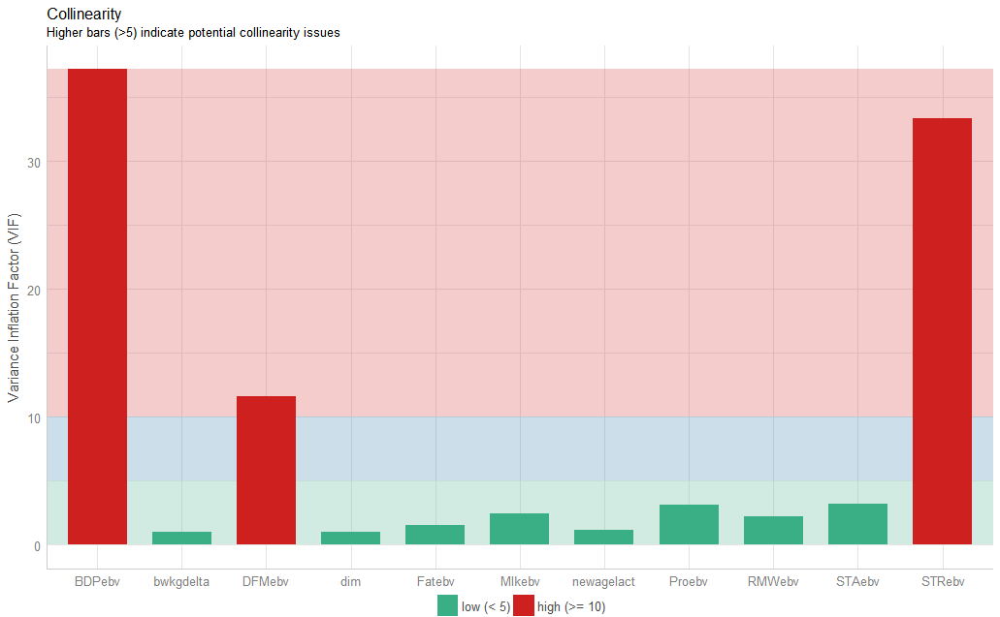 Collinearity
Higher bars (>5) indicate potential collinearity issues
Variance Inflation Factor (VIF)
30
20
10
0
BDPebv bwkgdelta DFMebv dim Fatebv Mlkebv newagelact Proebv RMWebv STAebv STRebv
low (< 5) high (>= 10)